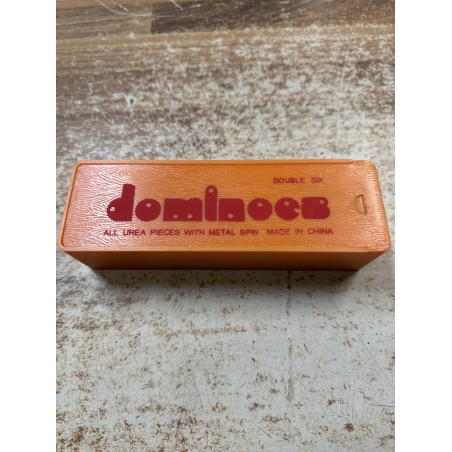 DOUBLE SIX
dominoes
ALL UREA PIECES WITH METAL SPIN MADE IN CHINA